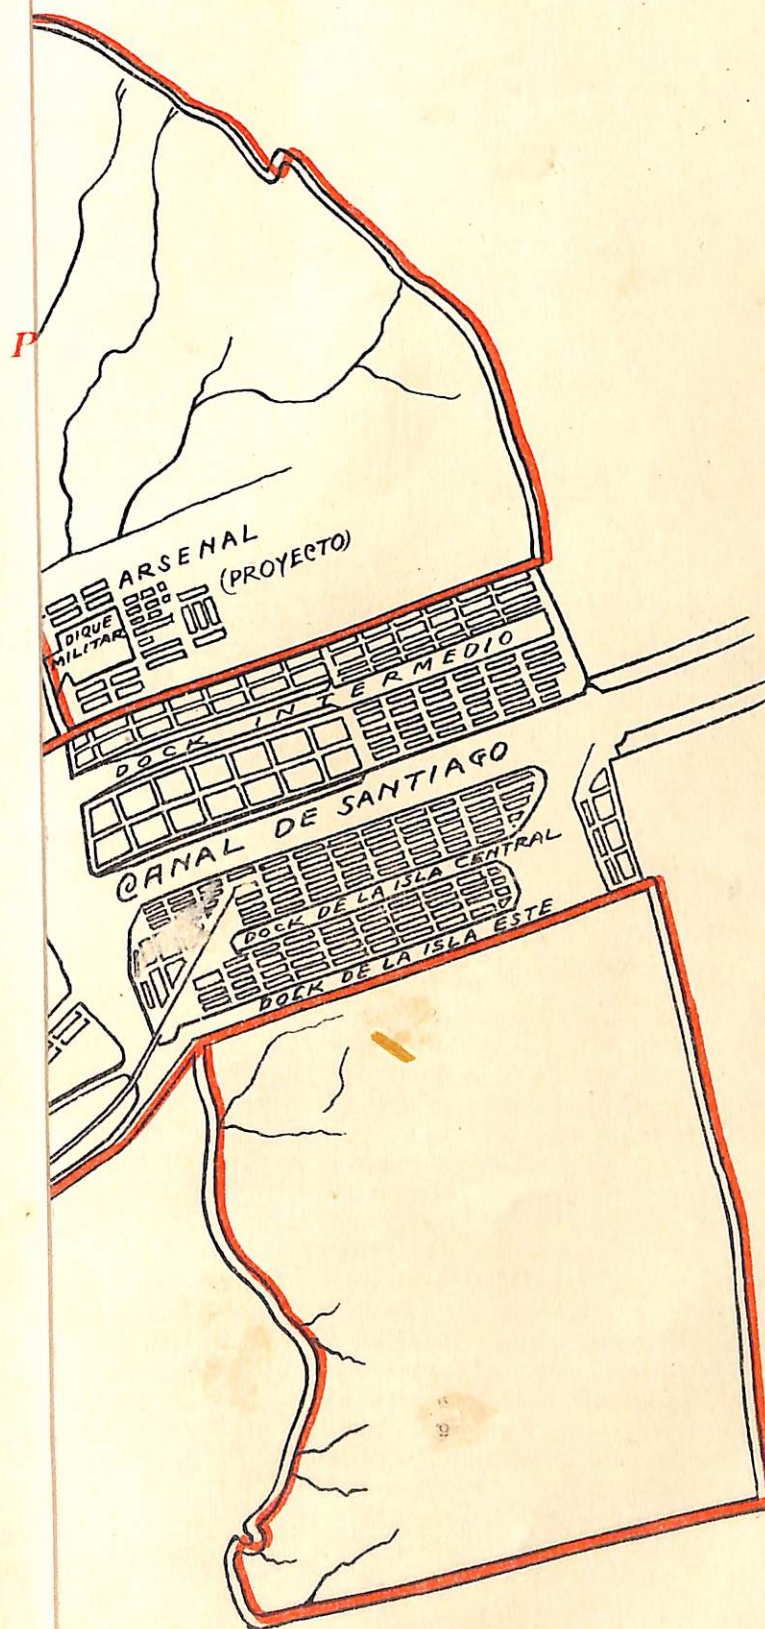 P
ARSENAL
(PROYECTO)
DIQUE
MILITAR
DOCK INTERMEDIO
CANAL DE SANTIAGO
DOCK DE LA ISLA CENTRAL
DOCK DE LA ISLA ESTE